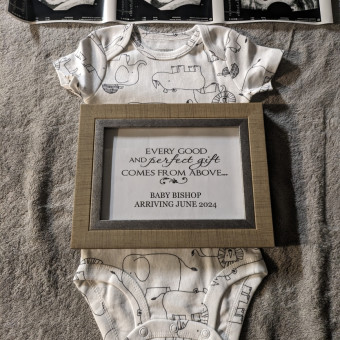 EVERY GOOD
AND perfect gift
COMES FROM ABOVE...
BABY BISHOP
ARRIVING JUNE 2024